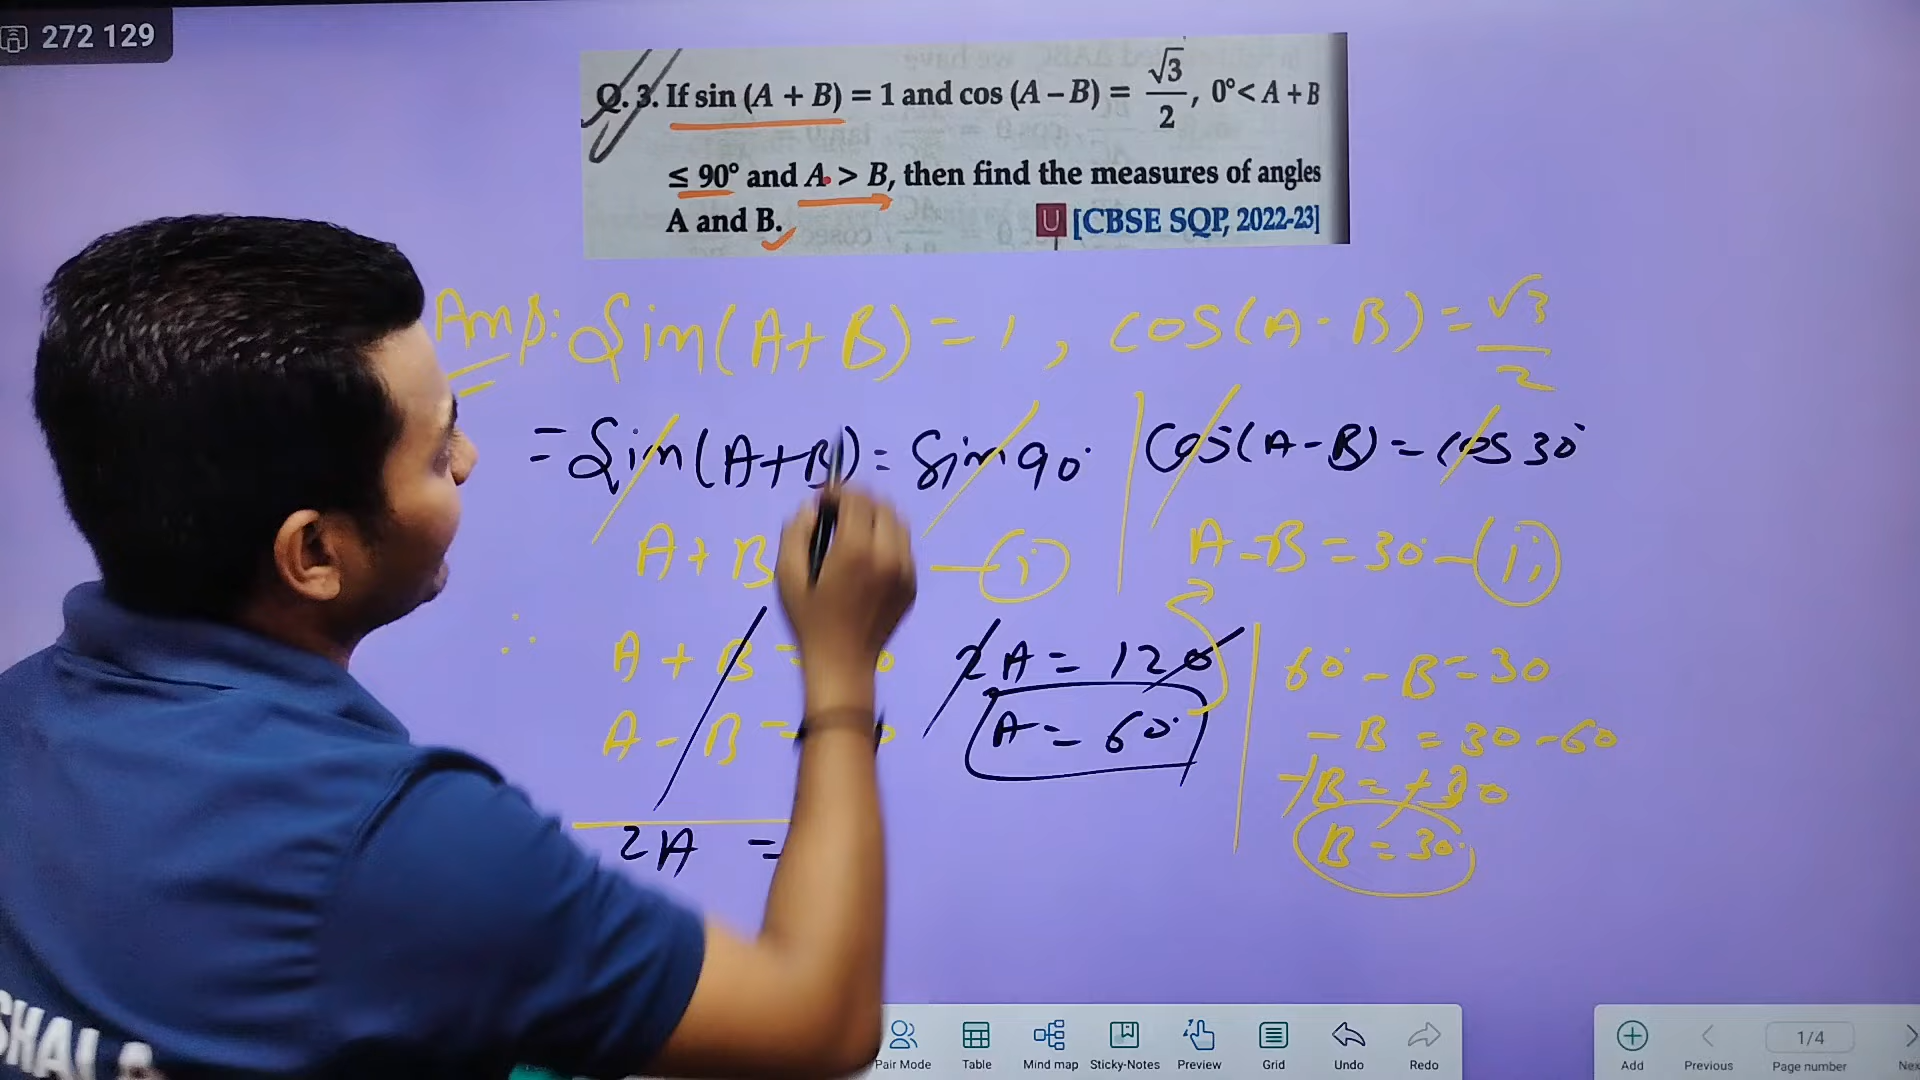 272 129
Q. 3. If sin (A + B) = 1 and cos (A – B) = √3/2, 0°< A + B
≤ 90° and A > B, then find the measures of angles
A and B. U [CBSE SQP, 2022-23]
Ans: Sin(A+B) = 1, cos(A-B) = √3/2
= Sin(A+B) = Sin 90° cos(A-B) = cos 30°
A+B — (i) A-B = 30° — (ii)
∴ A + B = 0 2A = 120 60° - B = 30
A - B = 0 A = 60° - B = 30 - 60
-B = -30
2A = B = 30°
SHALA
Pair Mode Table Mind map Sticky-Notes Preview Grid Undo Redo Add Previous 1/4 Page number